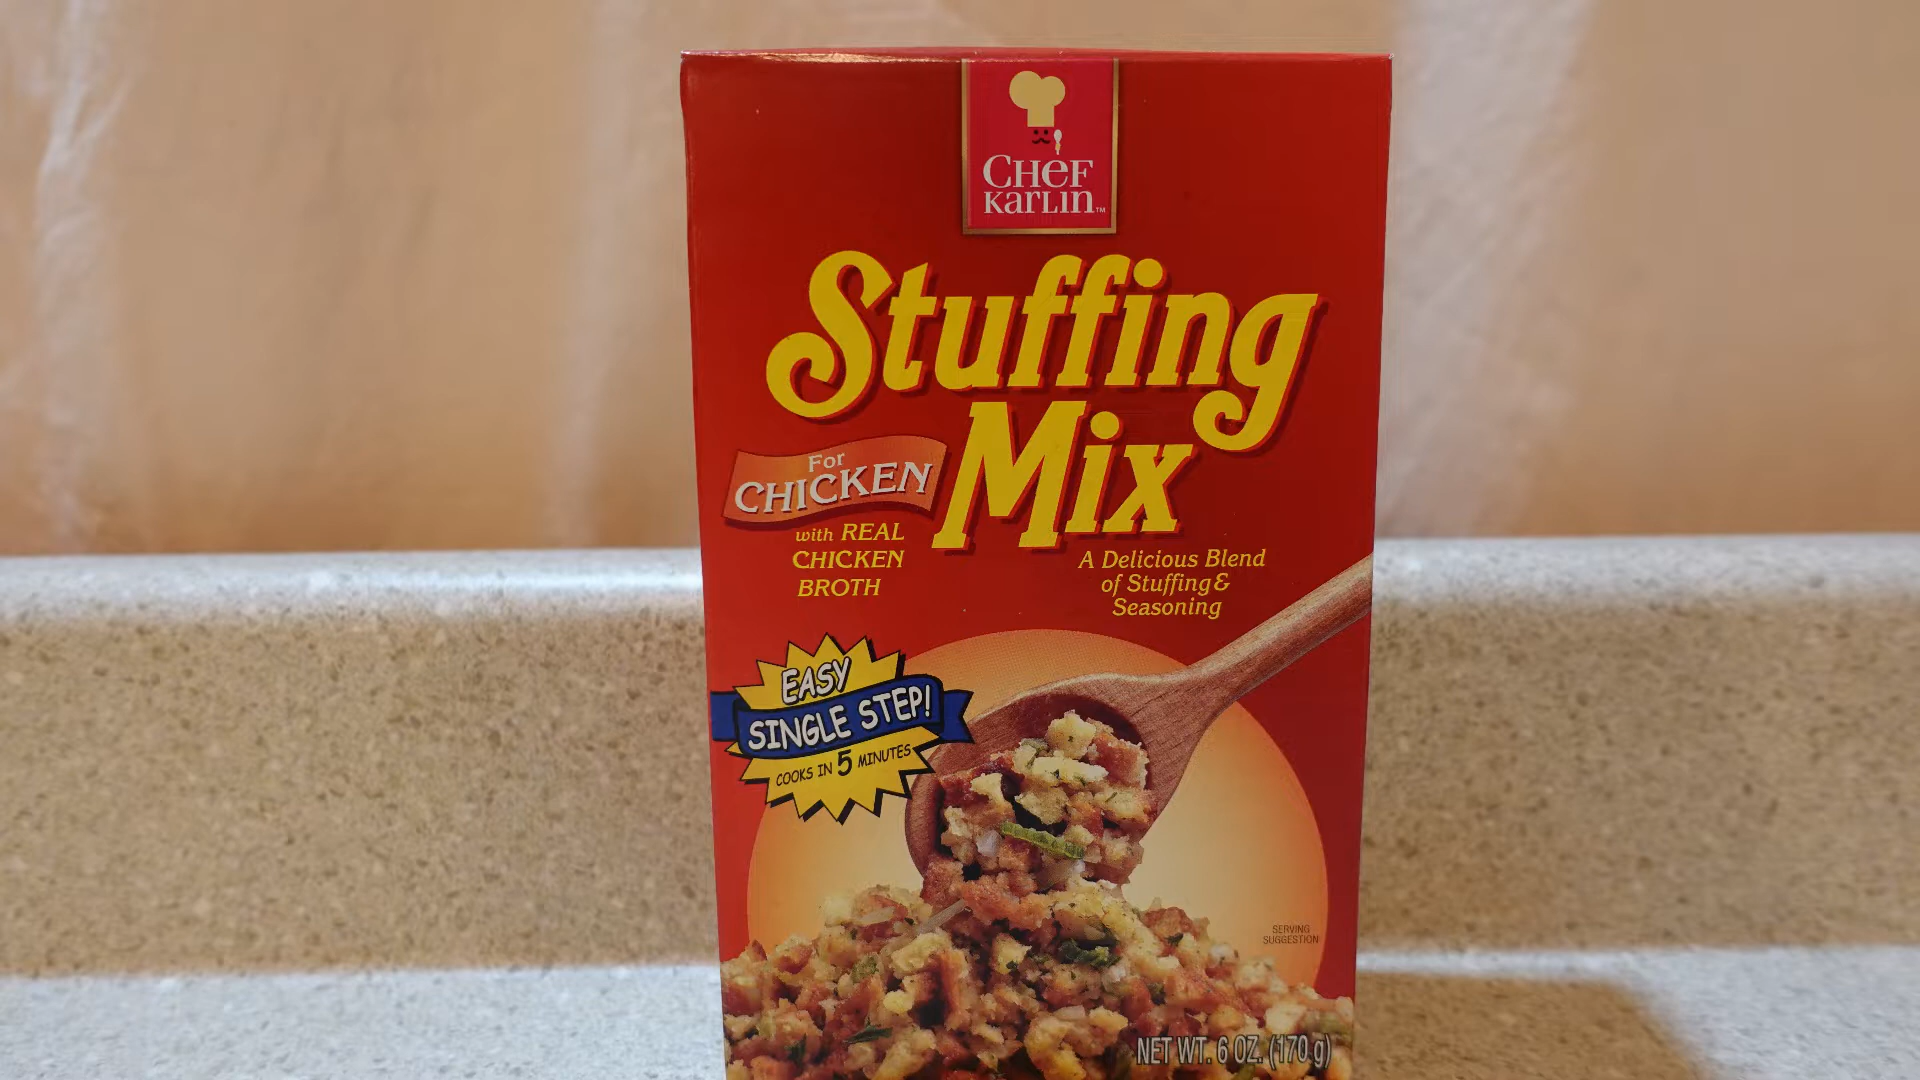 CHEF
KARLIN™
Stuffing
Mix
For
CHICKEN
with REAL
CHICKEN
BROTH
A Delicious Blend
of Stuffing &
Seasoning
EASY
SINGLE STEP!
COOKS IN 5 MINUTES
SERVING
SUGGESTION
NET WT. 6 OZ. (170 g)